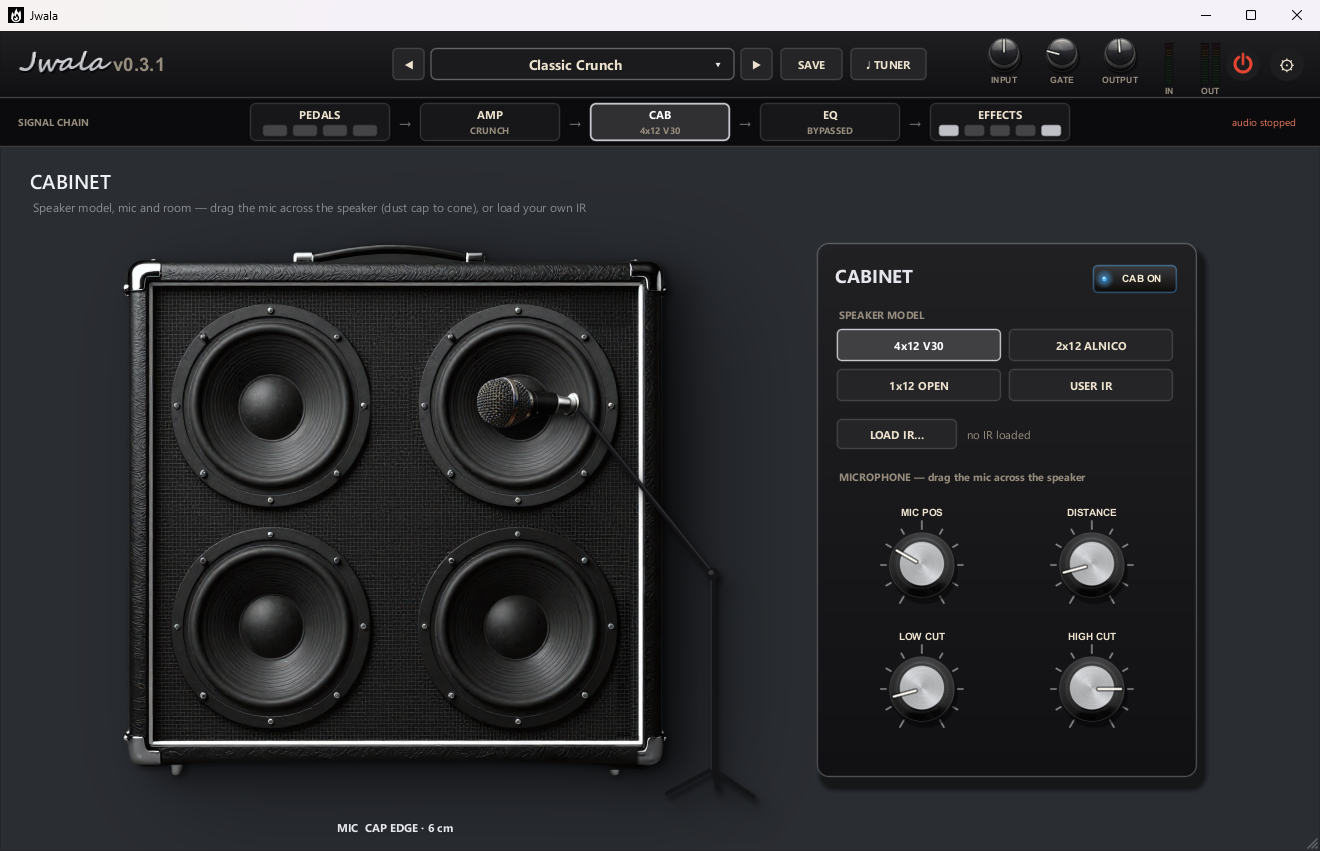 Jwala
Jwala v0.3.1
◄ Classic Crunch ▼ ► SAVE ♩ TUNER
INPUT GATE OUTPUT IN OUT
SIGNAL CHAIN
PEDALS → AMP → CAB → EQ → EFFECTS
CRUNCH 4x12 V30 BYPASSED
audio stopped
CABINET
Speaker model, mic and room — drag the mic across the speaker (dust cap to cone), or load your own IR
CABINET
CAB ON
SPEAKER MODEL
4x12 V30 2x12 ALNICO
1x12 OPEN USER IR
LOAD IR... no IR loaded
MICROPHONE — drag the mic across the speaker
MIC POS DISTANCE
LOW CUT HIGH CUT
MIC CAP EDGE · 6 cm